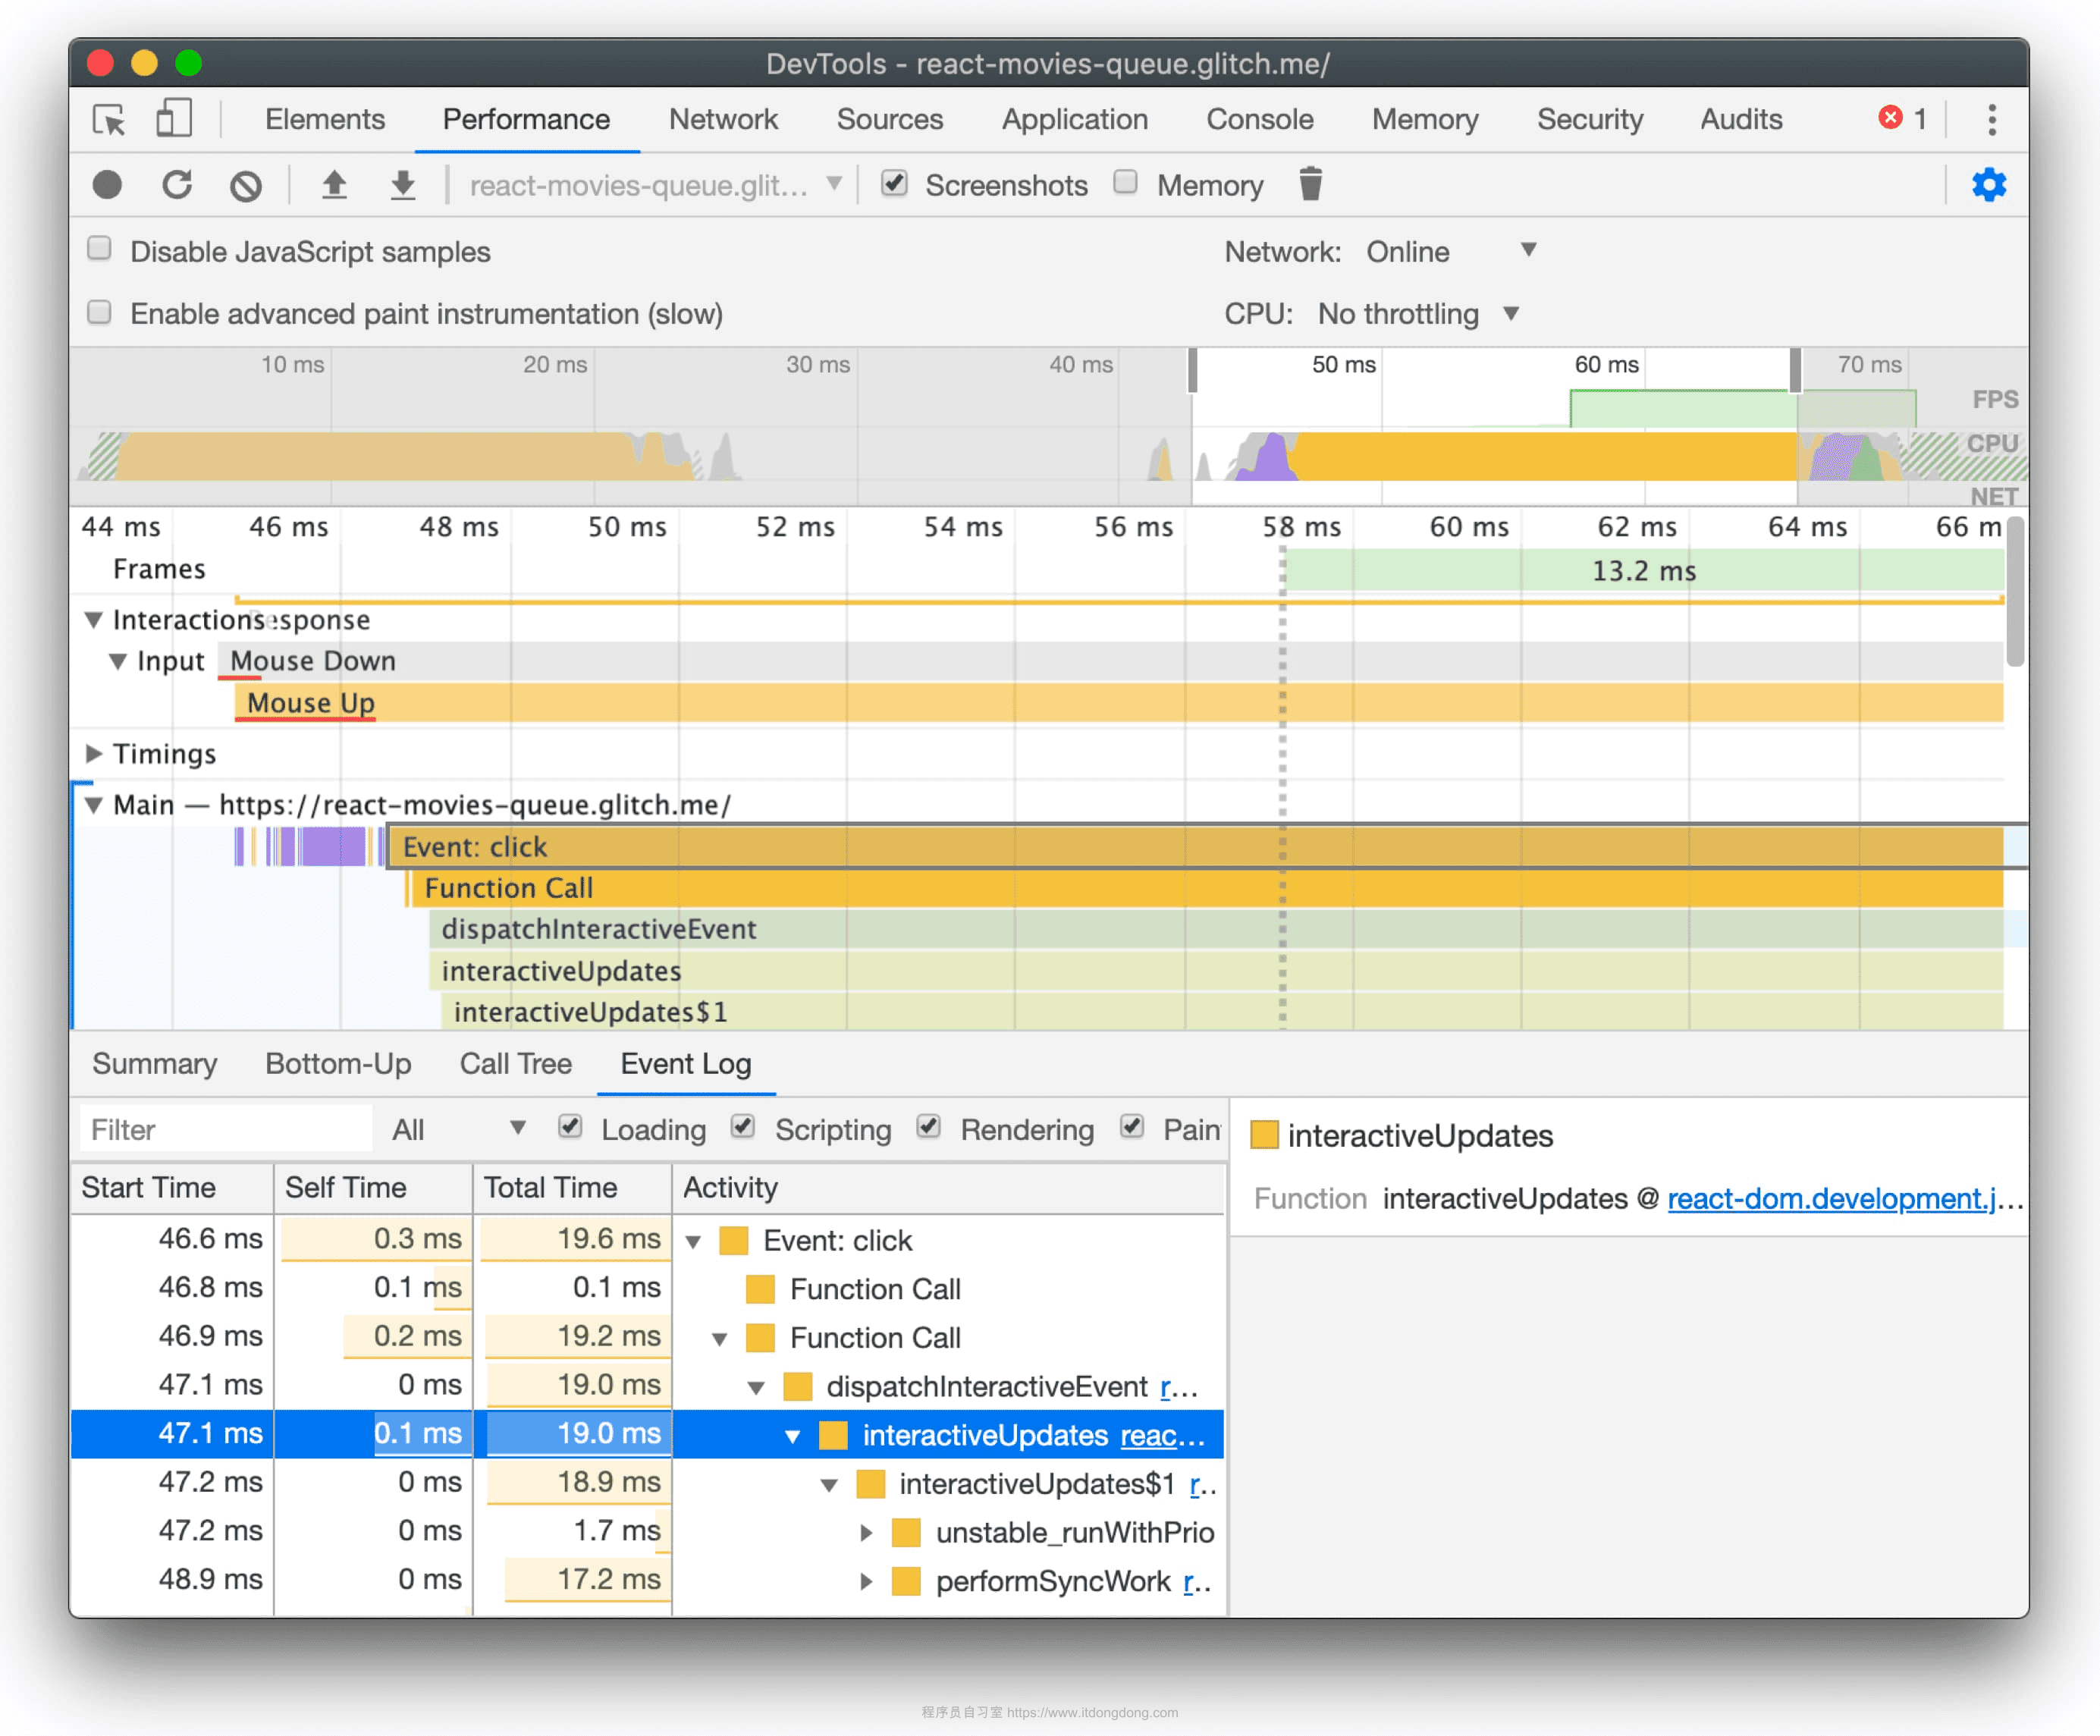 DevTools - react-movies-queue.glitch.me/
Elements Performance Network Sources Application Console Memory Security Audits 1
react-movies-queue.glit... Screenshots Memory
Disable JavaScript samples Network: Online
Enable advanced paint instrumentation (slow) CPU: No throttling
10 ms 20 ms 30 ms 40 ms 50 ms 60 ms 70 ms
FPS
CPU
NET
44 ms 46 ms 48 ms 50 ms 52 ms 54 ms 56 ms 58 ms 60 ms 62 ms 64 ms 66 m
Frames 13.2 ms
Interactions esponse
Input Mouse Down
Mouse Up
Timings
Main — https://react-movies-queue.glitch.me/
Event: click
Function Call
dispatchInteractiveEvent
interactiveUpdates
interactiveUpdates$1
Summary Bottom-Up Call Tree Event Log
Filter All Loading Scripting Rendering Pain
interactiveUpdates
Function interactiveUpdates @ react-dom.development.j...
Start Time Self Time Total Time Activity
46.6 ms 0.3 ms 19.6 ms Event: click
46.8 ms 0.1 ms 0.1 ms Function Call
46.9 ms 0.2 ms 19.2 ms Function Call
47.1 ms 0 ms 19.0 ms dispatchInteractiveEvent r...
47.1 ms 0.1 ms 19.0 ms interactiveUpdates reac...
47.2 ms 0 ms 18.9 ms interactiveUpdates$1 r..
47.2 ms 0 ms 1.7 ms unstable_runWithPrio
48.9 ms 0 ms 17.2 ms performSyncWork r..
程序员自习室 https://www.itdongdong.com